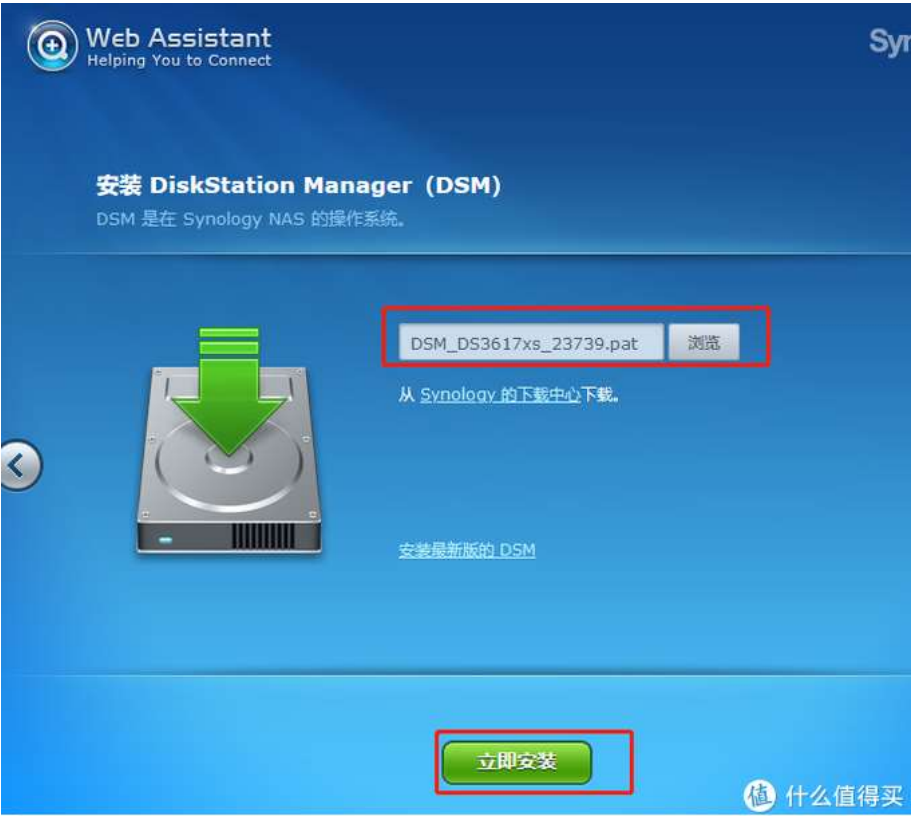 Web Assistant
Helping You to Connect
Syn
安装 DiskStation Manager (DSM)
DSM 是在 Synology NAS 的操作系统。
DSM_DS3617xs_23739.pat 浏览
从 Synology 的下载中心下载。
安装最新版的 DSM
立即安装
值 什么值得买